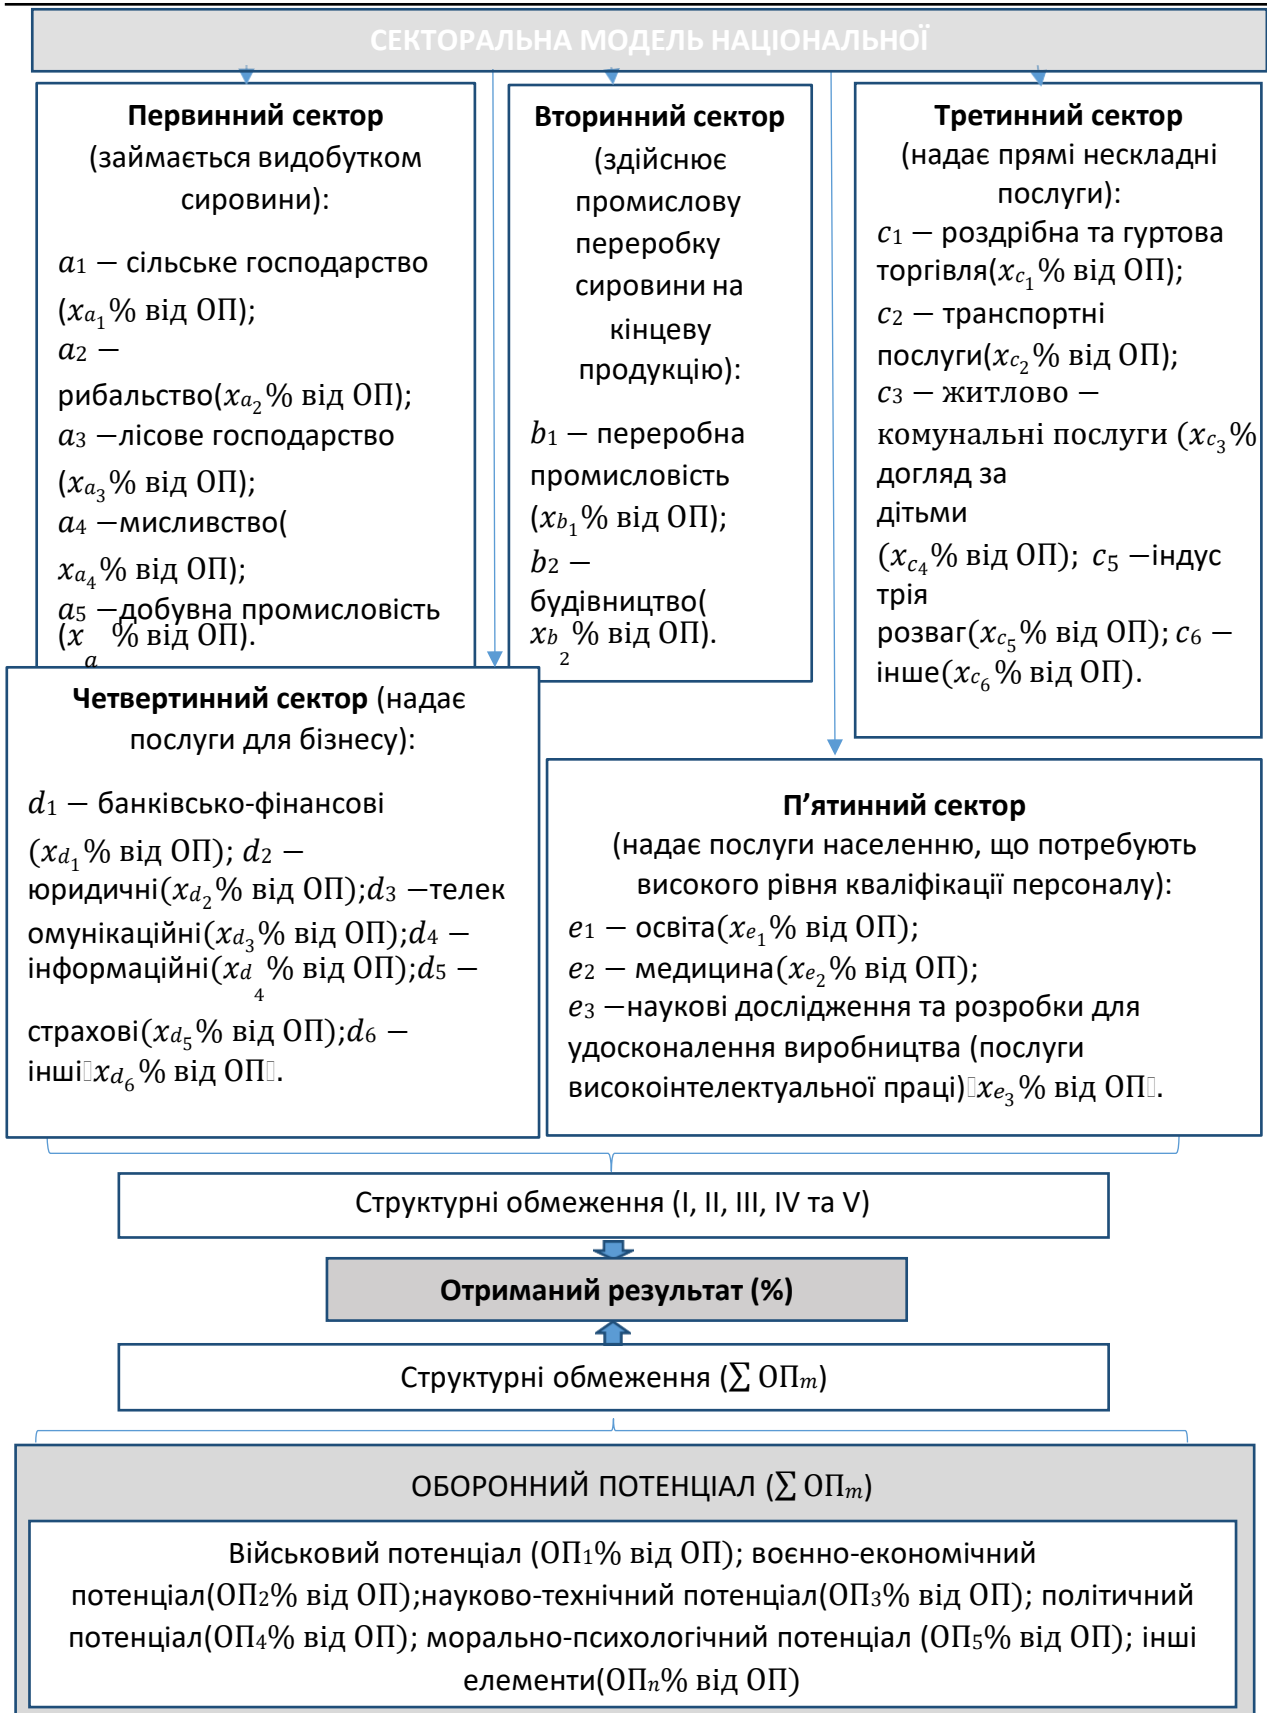 СЕКТОРАЛЬНА МОДЕЛЬ НАЦІОНАЛЬНОЇ
Первинний сектор
(займається видобутком
сировини):
a1 − сільське господарство
(xa1% від ОП);
a2 −
рибальство(xa2% від ОП);
a3 −лісове господарство
(xa3% від ОП);
a4 −мисливство(
xa4% від ОП);
a5 −добувна промисловість
(xa % від ОП).
Вторинний сектор
(здійснює
промислову
переробку
сировини на
кінцеву
продукцію):
b1 − переробна
промисловість
(xb1% від ОП);
b2 −
будівництво(
xb2% від ОП).
Третинний сектор
(надає прямі нескладні
послуги):
c1 − роздрібна та гуртова
торгівля(xc1% від ОП);
c2 − транспортні
послуги(xc2% від ОП);
c3 − житлово −
комунальні послуги (xc3%
догляд за
дітьми
(xc4% від ОП); c5 −індус
трія
розваг(xc5% від ОП); c6 −
інше(xc6% від ОП).
Четвертинний сектор (надає
послуги для бізнесу):
d1 − банківсько-фінансові
(xd1% від ОП); d2 −
юридичні(xd2% від ОП);d3 −телек
омунікаційні(xd3% від ОП);d4 −
інформаційні(xd4% від ОП);d5 −
страхові(xd5% від ОП);d6 −
інші xd6% від ОП .
П’ятинний сектор
(надає послуги населенню, що потребують
високого рівня кваліфікації персоналу):
e1 − освіта(xe1% від ОП);
e2 − медицина(xe2% від ОП);
e3 −наукові дослідження та розробки для
удосконалення виробництва (послуги
високоінтелектуальної праці) xe3% від ОП .
Структурні обмеження (І, ІІ, ІІІ, IV та V)
Отриманий результат (%)
Структурні обмеження (∑ ОПm)
ОБОРОННИЙ ПОТЕНЦІАЛ (∑ ОПm)
Військовий потенціал (ОП1% від ОП); воєнно-економічний
потенціал(ОП2% від ОП);науково-технічний потенціал(ОП3% від ОП); політичний
потенціал(ОП4% від ОП); морально-психологічний потенціал (ОП5% від ОП); інші
елементи(ОПn% від ОП)